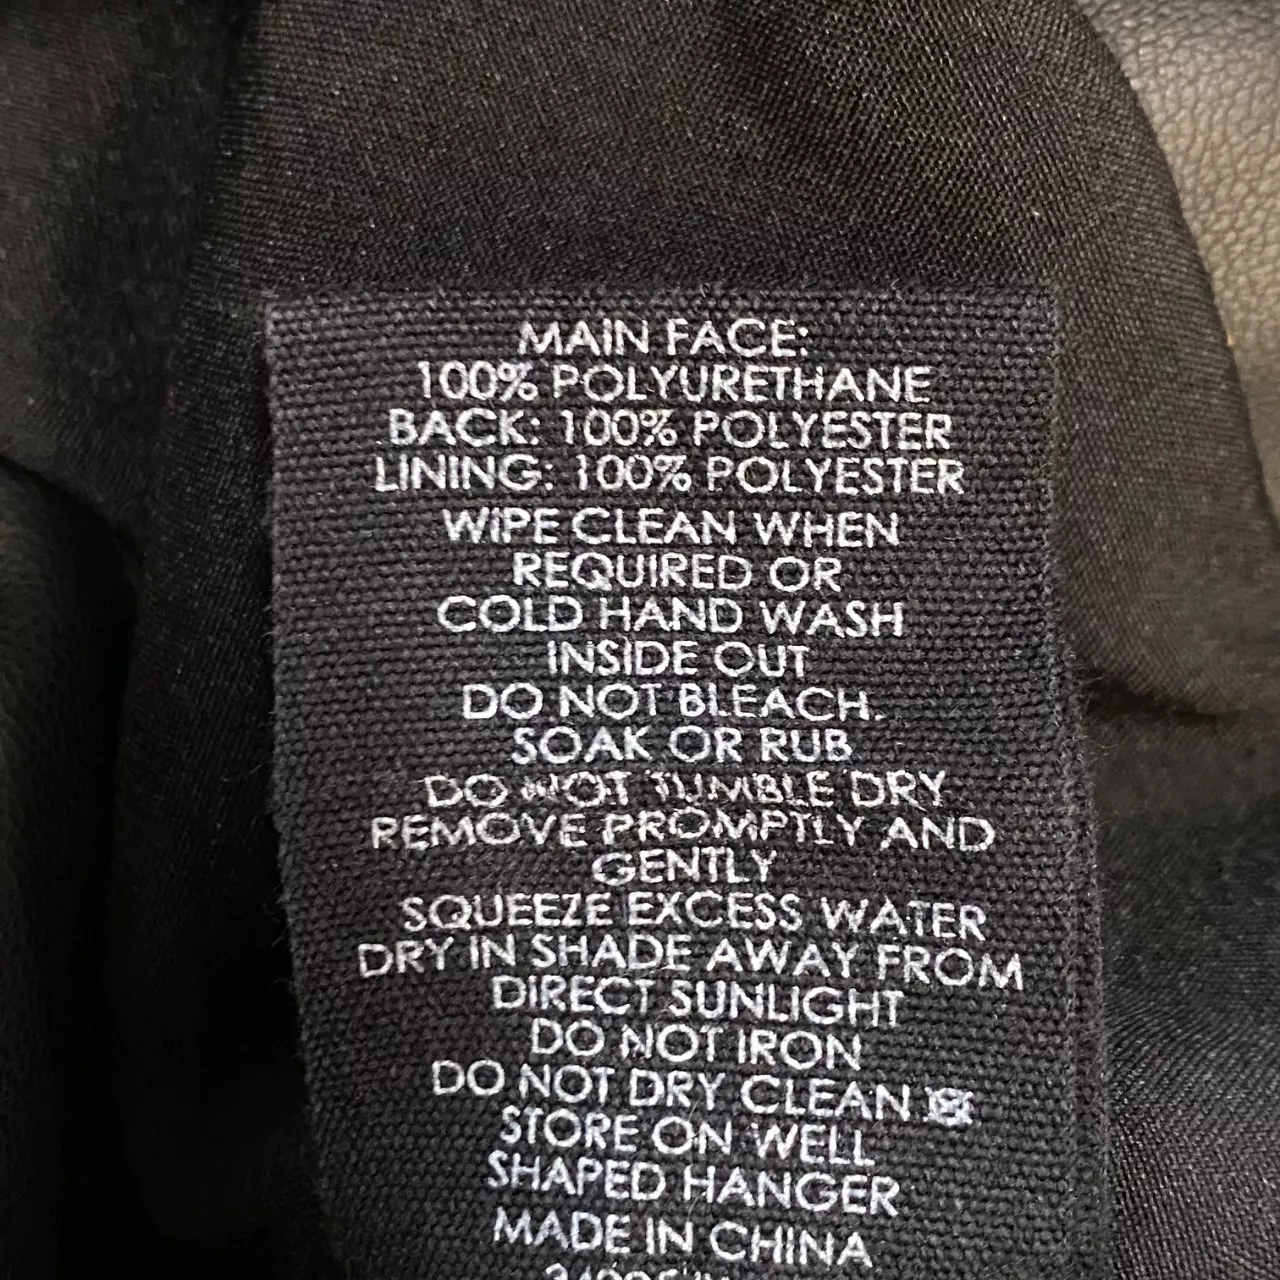 MAIN FACE:
100% POLYURETHANE
BACK: 100% POLYESTER
LINING: 100% POLYESTER
WIPE CLEAN WHEN
REQUIRED OR
COLD HAND WASH
INSIDE OUT
DO NOT BLEACH.
SOAK OR RUB
DO NOT TUMBLE DRY
REMOVE PROMPTLY AND
GENTLY
SQUEEZE EXCESS WATER
DRY IN SHADE AWAY FROM
DIRECT SUNLIGHT
DO NOT IRON
DO NOT DRY CLEAN
STORE ON WELL
SHAPED HANGER
MADE IN CHINA